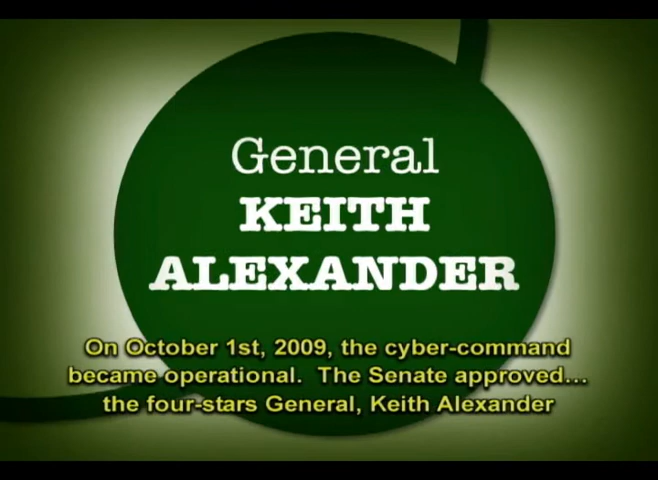 General
KEITH
ALEXANDER
On October 1st, 2009, the cyber-command
became operational.  The Senate approved...
the four-stars General, Keith Alexander